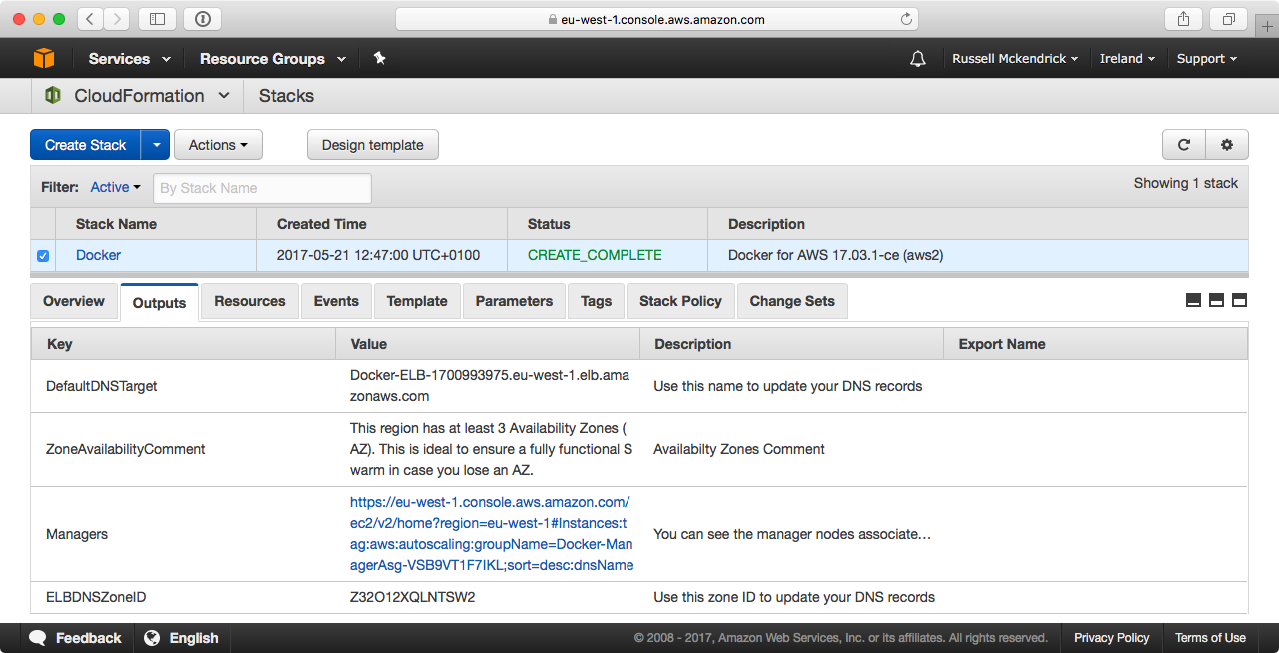 eu-west-1.console.aws.amazon.com
Services Resource Groups Russell Mckendrick Ireland Support
CloudFormation Stacks
Create Stack Actions Design template
Filter: Active By Stack Name Showing 1 stack
Stack Name Created Time Status Description
Docker 2017-05-21 12:47:00 UTC+0100 CREATE_COMPLETE Docker for AWS 17.03.1-ce (aws2)
Overview Outputs Resources Events Template Parameters Tags Stack Policy Change Sets
Key Value Description Export Name
DefaultDNSTarget
Docker-ELB-1700993975.eu-west-1.elb.ama
zonaws.com
Use this name to update your DNS records
ZoneAvailabilityComment
This region has at least 3 Availability Zones (
AZ). This is ideal to ensure a fully functional S
warm in case you lose an AZ.
Availabilty Zones Comment
Managers
https://eu-west-1.console.aws.amazon.com/
ec2/v2/home?region=eu-west-1#Instances:t
ag:aws:autoscaling:groupName=Docker-Man
agerAsg-VSB9VT1F7IKL;sort=desc:dnsName
You can see the manager nodes associate…
ELBDNSZoneID Z32O12XQLNTSW2 Use this zone ID to update your DNS records
Feedback English © 2008 - 2017, Amazon Web Services, Inc. or its affiliates. All rights reserved. Privacy Policy Terms of Use